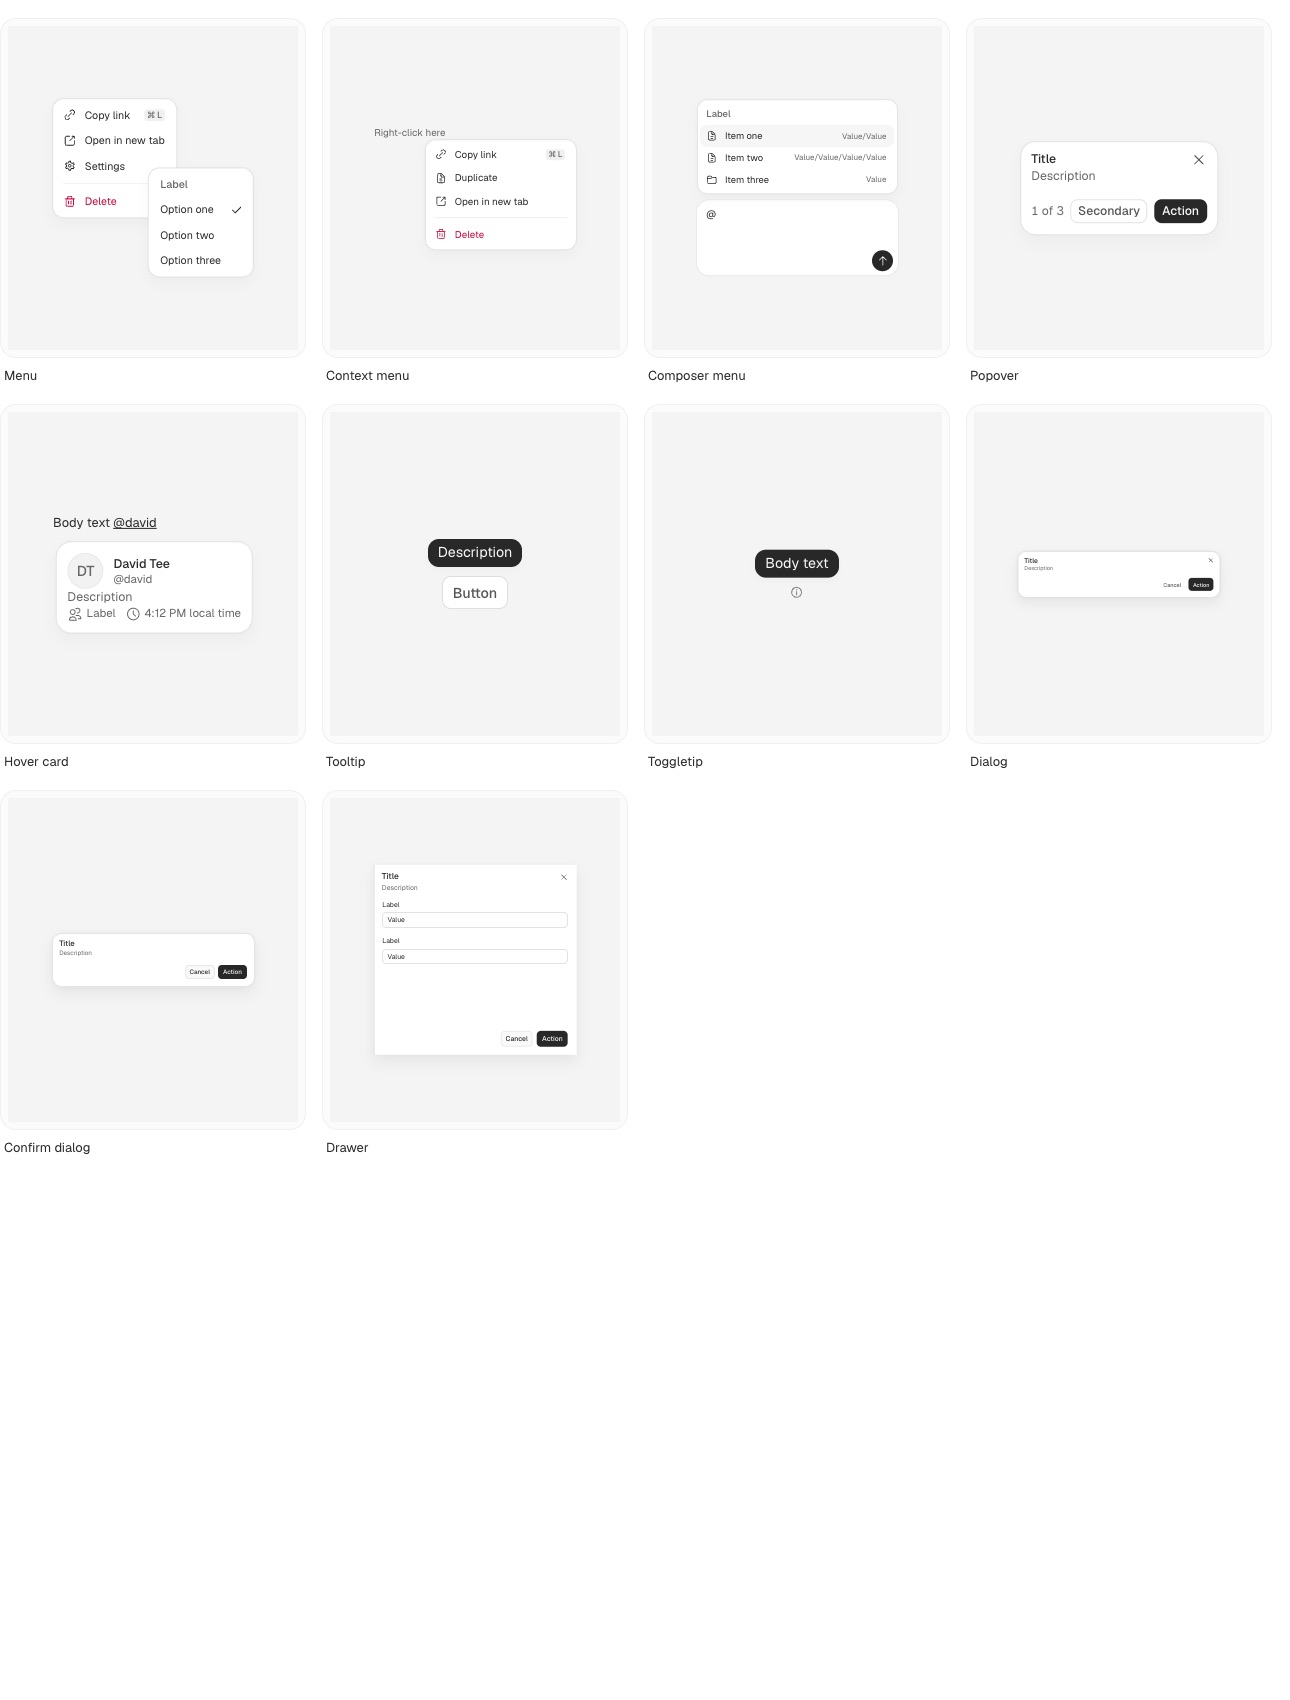 Copy link ⌘ L
Open in new tab
Settings
Delete
Label
Option one
Option two
Option three
Menu
Right-click here
Copy link ⌘ L
Duplicate
Open in new tab
Delete
Context menu
Label
Item one Value/Value
Item two Value/Value/Value/Value
Item three Value
@
Composer menu
Title
Description
1 of 3 Secondary Action
Popover
Body text @david
DT
David Tee
@david
Description
Label 4:12 PM local time
Hover card
Description
Button
Tooltip
Body text
Toggletip
Title
Description
Cancel Action
Dialog
Title
Description
Cancel Action
Confirm dialog
Title
Description
Label
Value
Label
Value
Cancel Action
Drawer